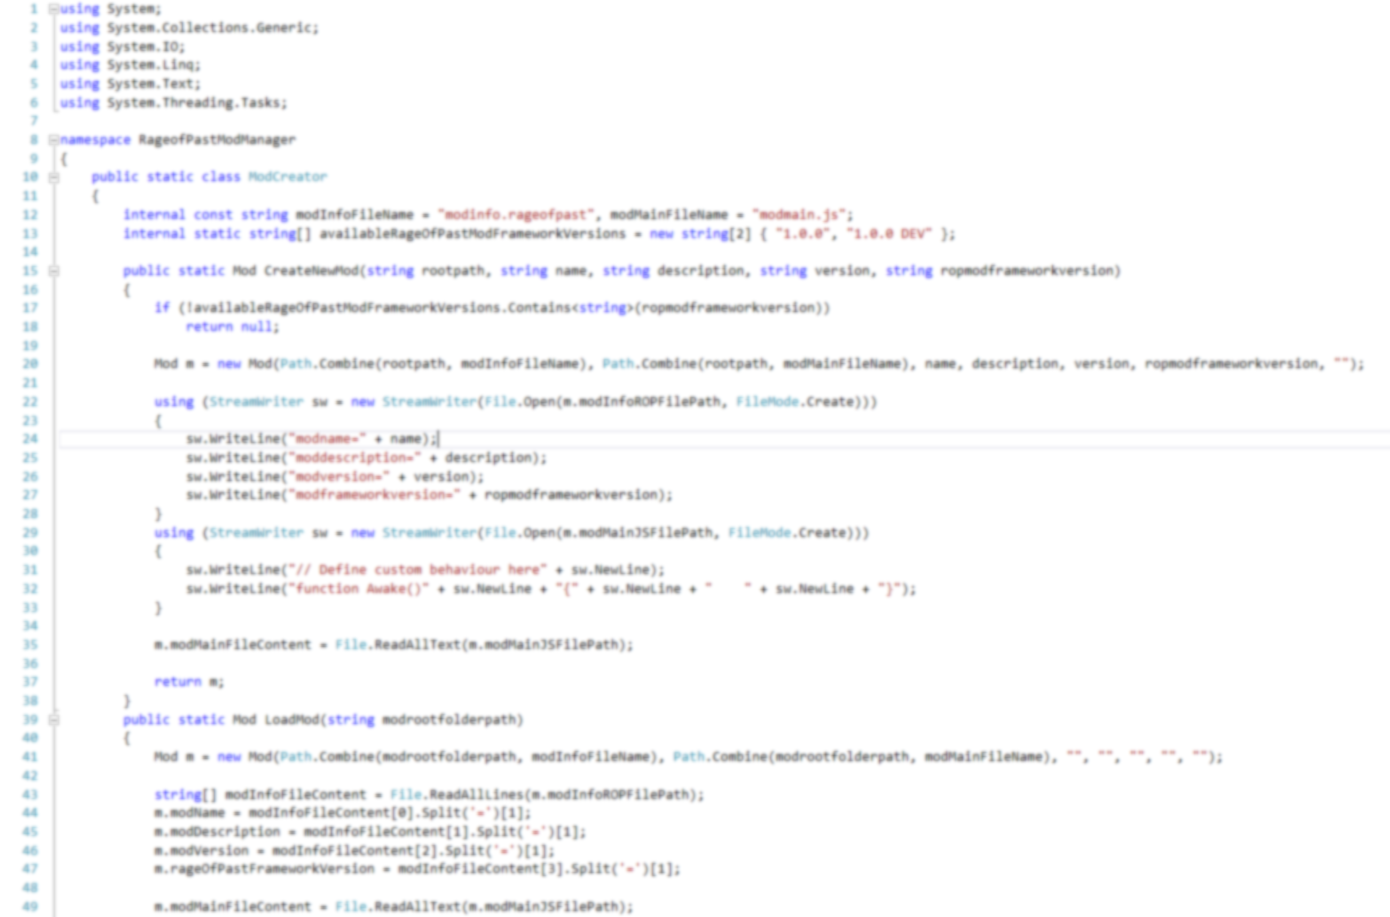 1 using System;
2 using System.Collections.Generic;
3 using System.IO;
4 using System.Linq;
5 using System.Text;
6 using System.Threading.Tasks;
7
8 namespace RageofPastModManager
9 {
10 public static class ModCreator
11 {
12 internal const string modInfoFileName = "modinfo.rageofpast", modMainFileName = "modmain.js";
13 internal static string[] availableRageOfPastModFrameworkVersions = new string[2] { "1.0.0", "1.0.0 DEV" };
14
15 public static Mod CreateNewMod(string rootpath, string name, string description, string version, string ropmodframeworkversion)
16 {
17 if (!availableRageOfPastModFrameworkVersions.Contains<string>(ropmodframeworkversion))
18 return null;
19
20 Mod m = new Mod(Path.Combine(rootpath, modInfoFileName), Path.Combine(rootpath, modMainFileName), name, description, version, ropmodframeworkversion, "");
21
22 using (StreamWriter sw = new StreamWriter(File.Open(m.modInfoROPFilePath, FileMode.Create)))
23 {
24 sw.WriteLine("modname=" + name);
25 sw.WriteLine("moddescription=" + description);
26 sw.WriteLine("modversion=" + version);
27 sw.WriteLine("modframeworkversion=" + ropmodframeworkversion);
28 }
29 using (StreamWriter sw = new StreamWriter(File.Open(m.modMainJSFilePath, FileMode.Create)))
30 {
31 sw.WriteLine("// Define custom behaviour here" + sw.NewLine);
32 sw.WriteLine("function Awake()" + sw.NewLine + "{" + sw.NewLine + "    " + sw.NewLine + "}");
33 }
34
35 m.modMainFileContent = File.ReadAllText(m.modMainJSFilePath);
36
37 return m;
38 }
39 public static Mod LoadMod(string modrootfolderpath)
40 {
41 Mod m = new Mod(Path.Combine(modrootfolderpath, modInfoFileName), Path.Combine(modrootfolderpath, modMainFileName), "", "", "", "", "");
42
43 string[] modInfoFileContent = File.ReadAllLines(m.modInfoROPFilePath);
44 m.modName = modInfoFileContent[0].Split('=')[1];
45 m.modDescription = modInfoFileContent[1].Split('=')[1];
46 m.modVersion = modInfoFileContent[2].Split('=')[1];
47 m.rageOfPastFrameworkVersion = modInfoFileContent[3].Split('=')[1];
48
49 m.modMainFileContent = File.ReadAllText(m.modMainJSFilePath);